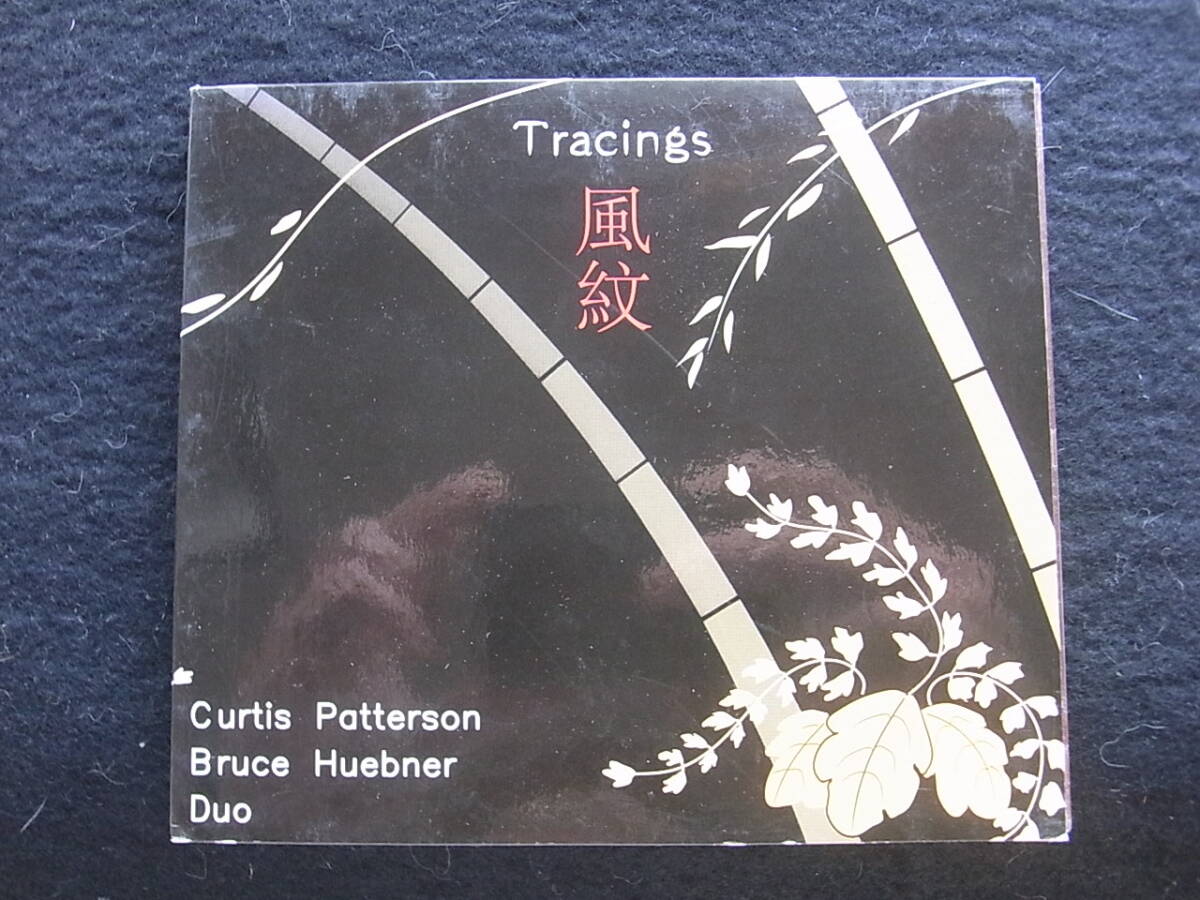 Tracings
風紋
Curtis Patterson
Bruce Huebner
Duo